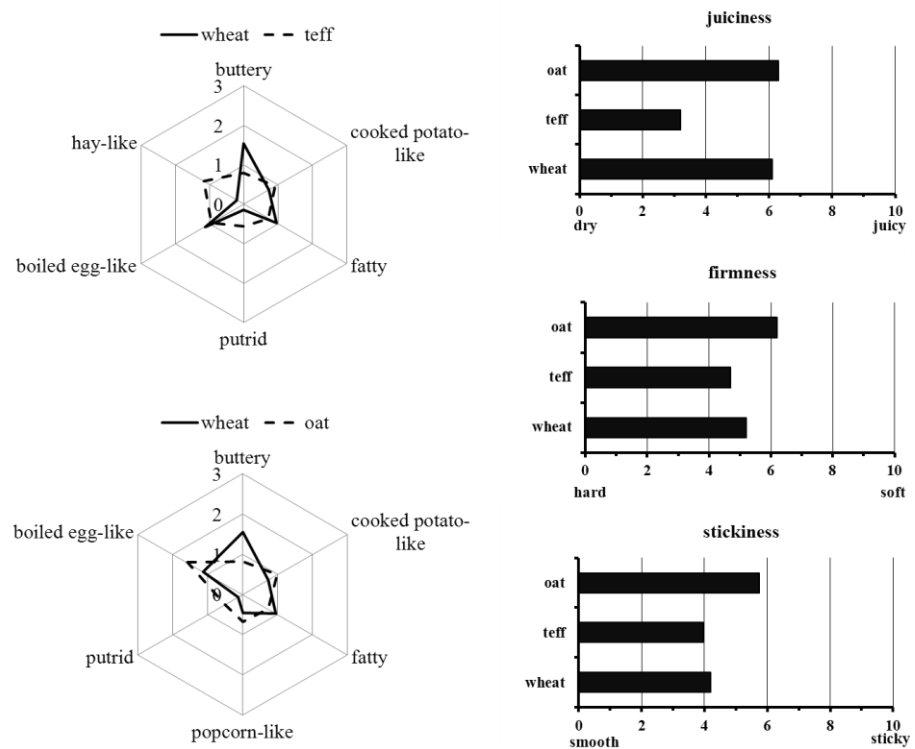 wheat teff
buttery
3
2
1
0
cooked potato-
like
fatty
putrid
boiled egg-like
hay-like
wheat oat
buttery
3
2
1
0
cooked potato-
like
fatty
popcorn-like
putrid
boiled egg-like
juiciness
oat
teff
wheat
0 2 4 6 8 10
dry juicy
firmness
oat
teff
wheat
0 2 4 6 8 10
hard soft
stickiness
oat
teff
wheat
0 2 4 6 8 10
smooth sticky